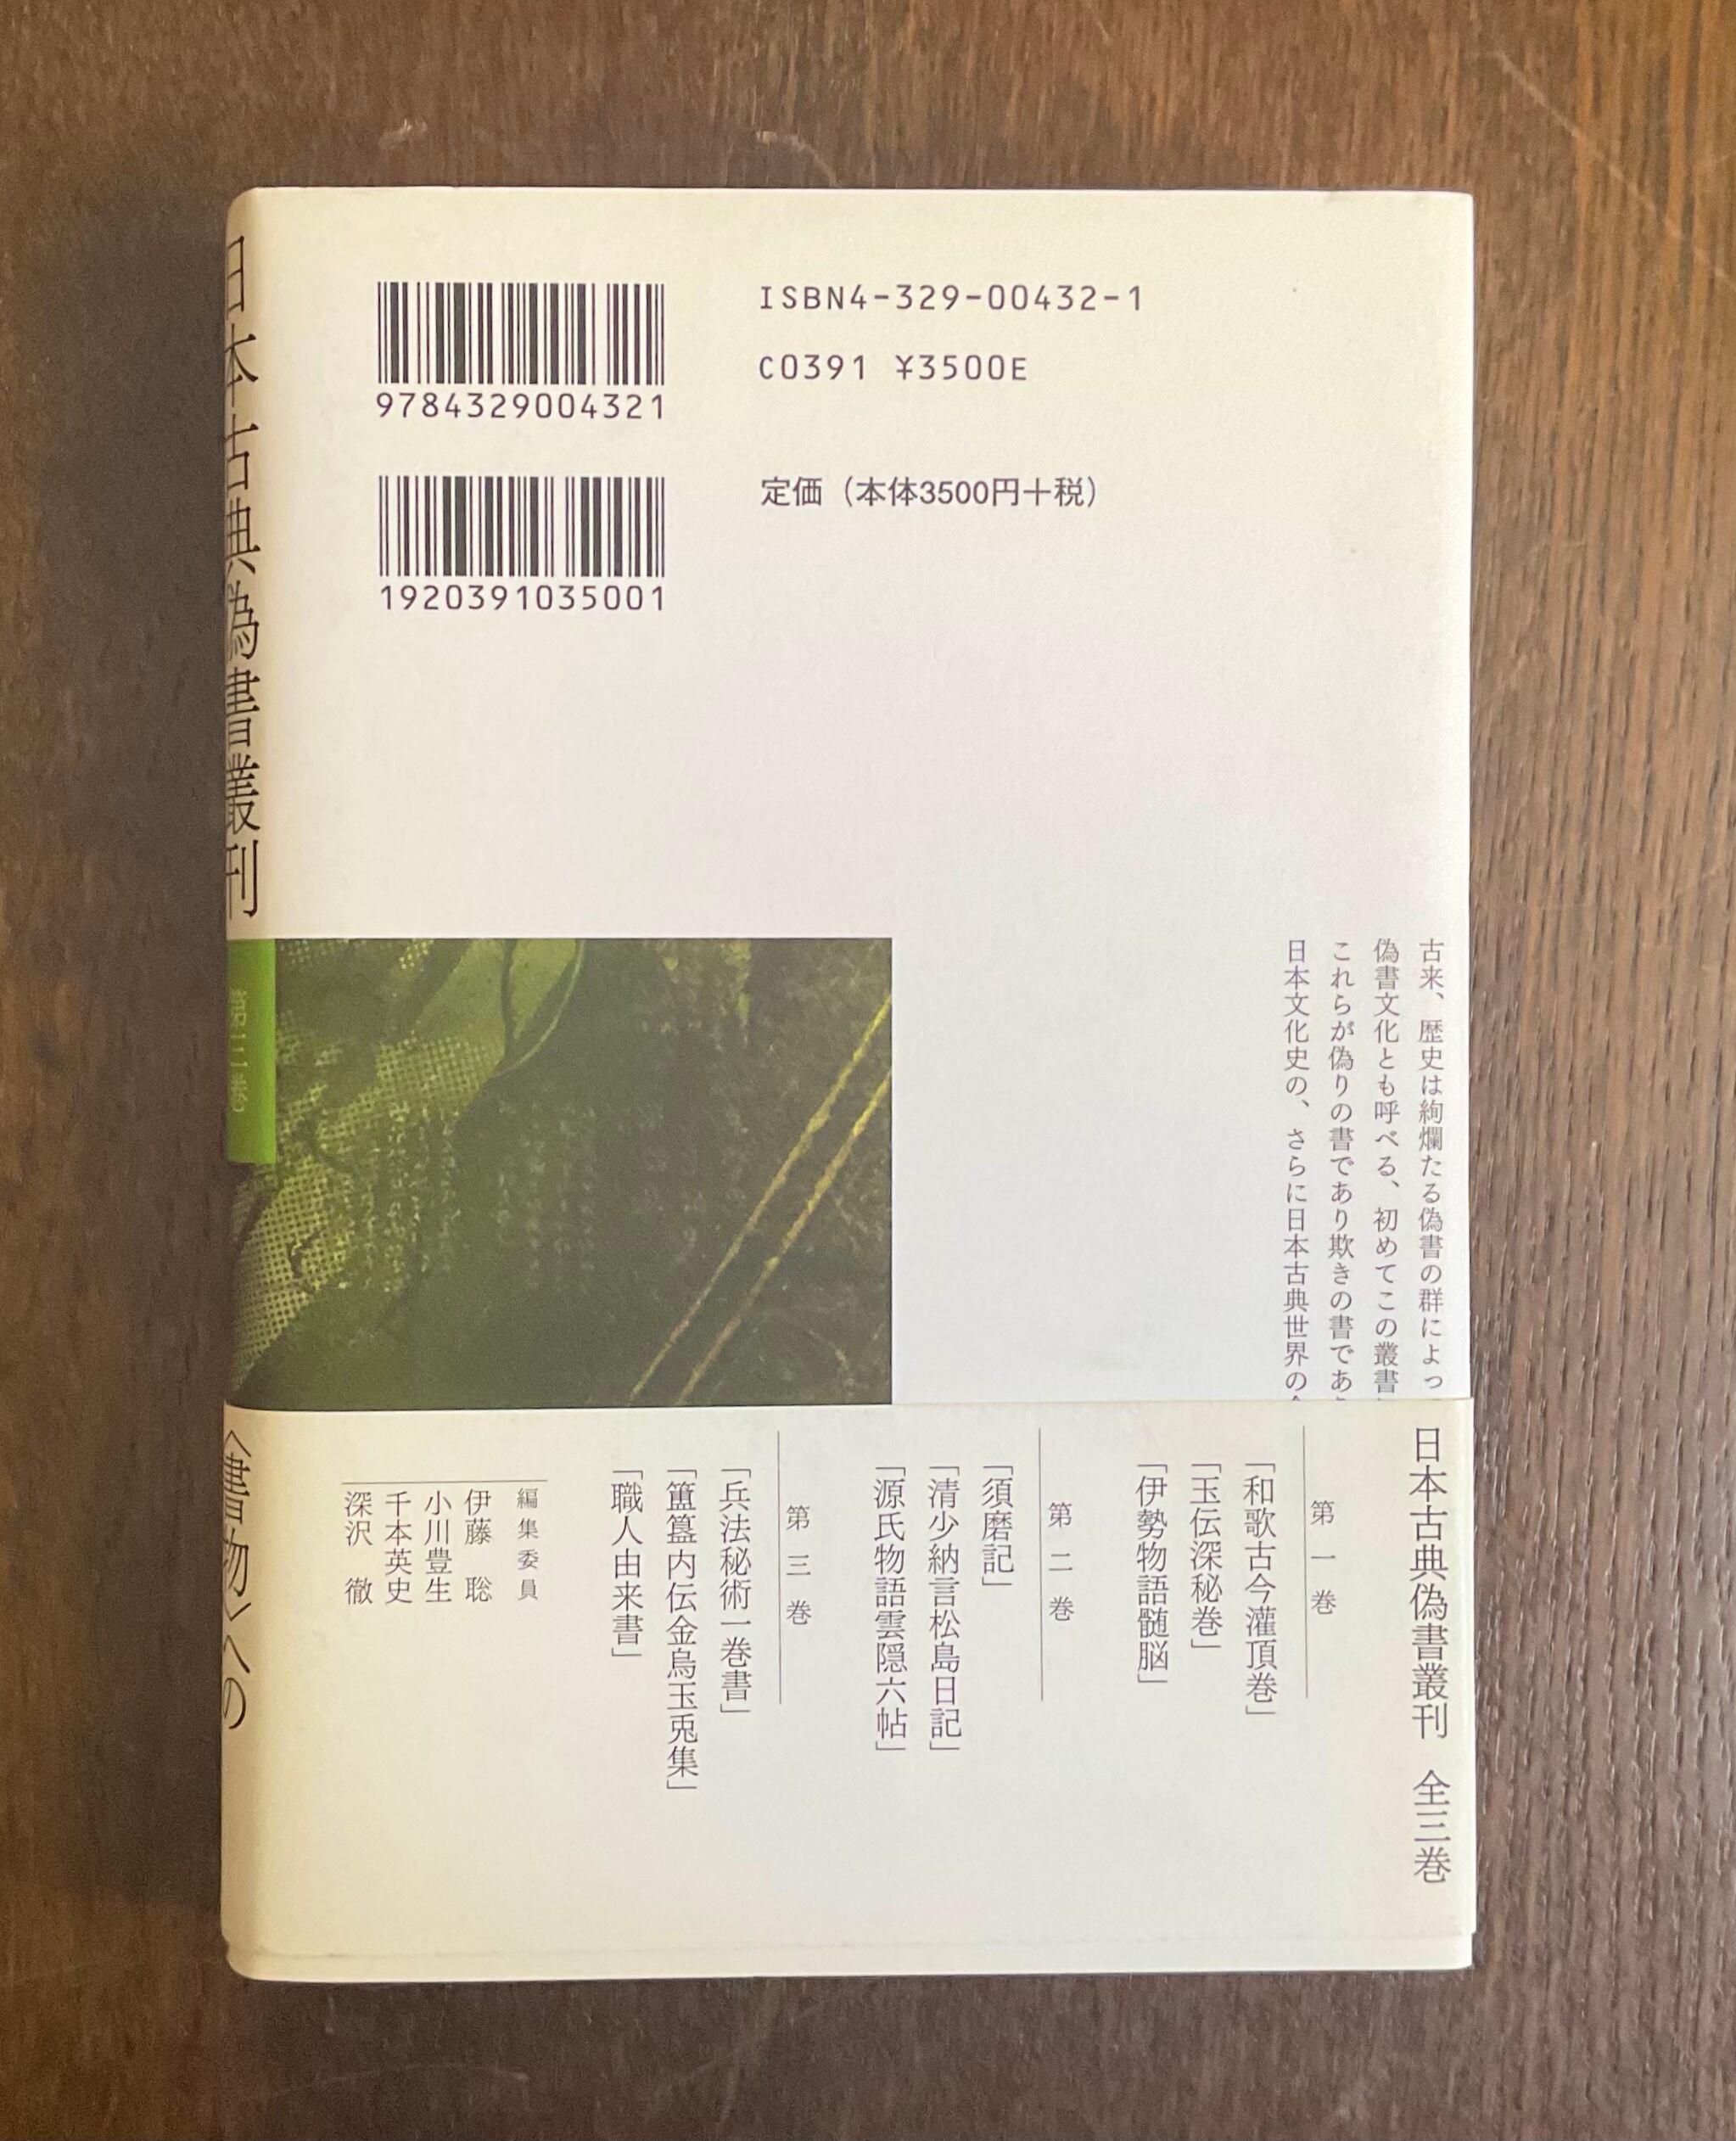 日本古典偽書叢刊
第三巻
〈書物〉への
9784329004321
ISBN4-329-00432-1
C0391 ¥3500E
1920391035001
定価（本体3500円＋税）
古来、歴史は絢爛たる偽書の群によっ
偽書文化とも呼べる、初めてこの叢書
これらが偽りの書であり欺きの書であ
日本文化史の、さらに日本古典世界の
日本古典偽書叢刊 全三巻
第一巻
「和歌古今灌頂巻」
「玉伝深秘巻」
「伊勢物語髄脳」
第二巻
「須磨記」
「清少納言松島日記」
「源氏物語雲隠六帖」
第三巻
「兵法秘術一巻書」
「簠簋内伝金烏玉兎集」
「職人由来書」
編集委員
伊藤 聡
小川豊生
千本英史
深沢 徹